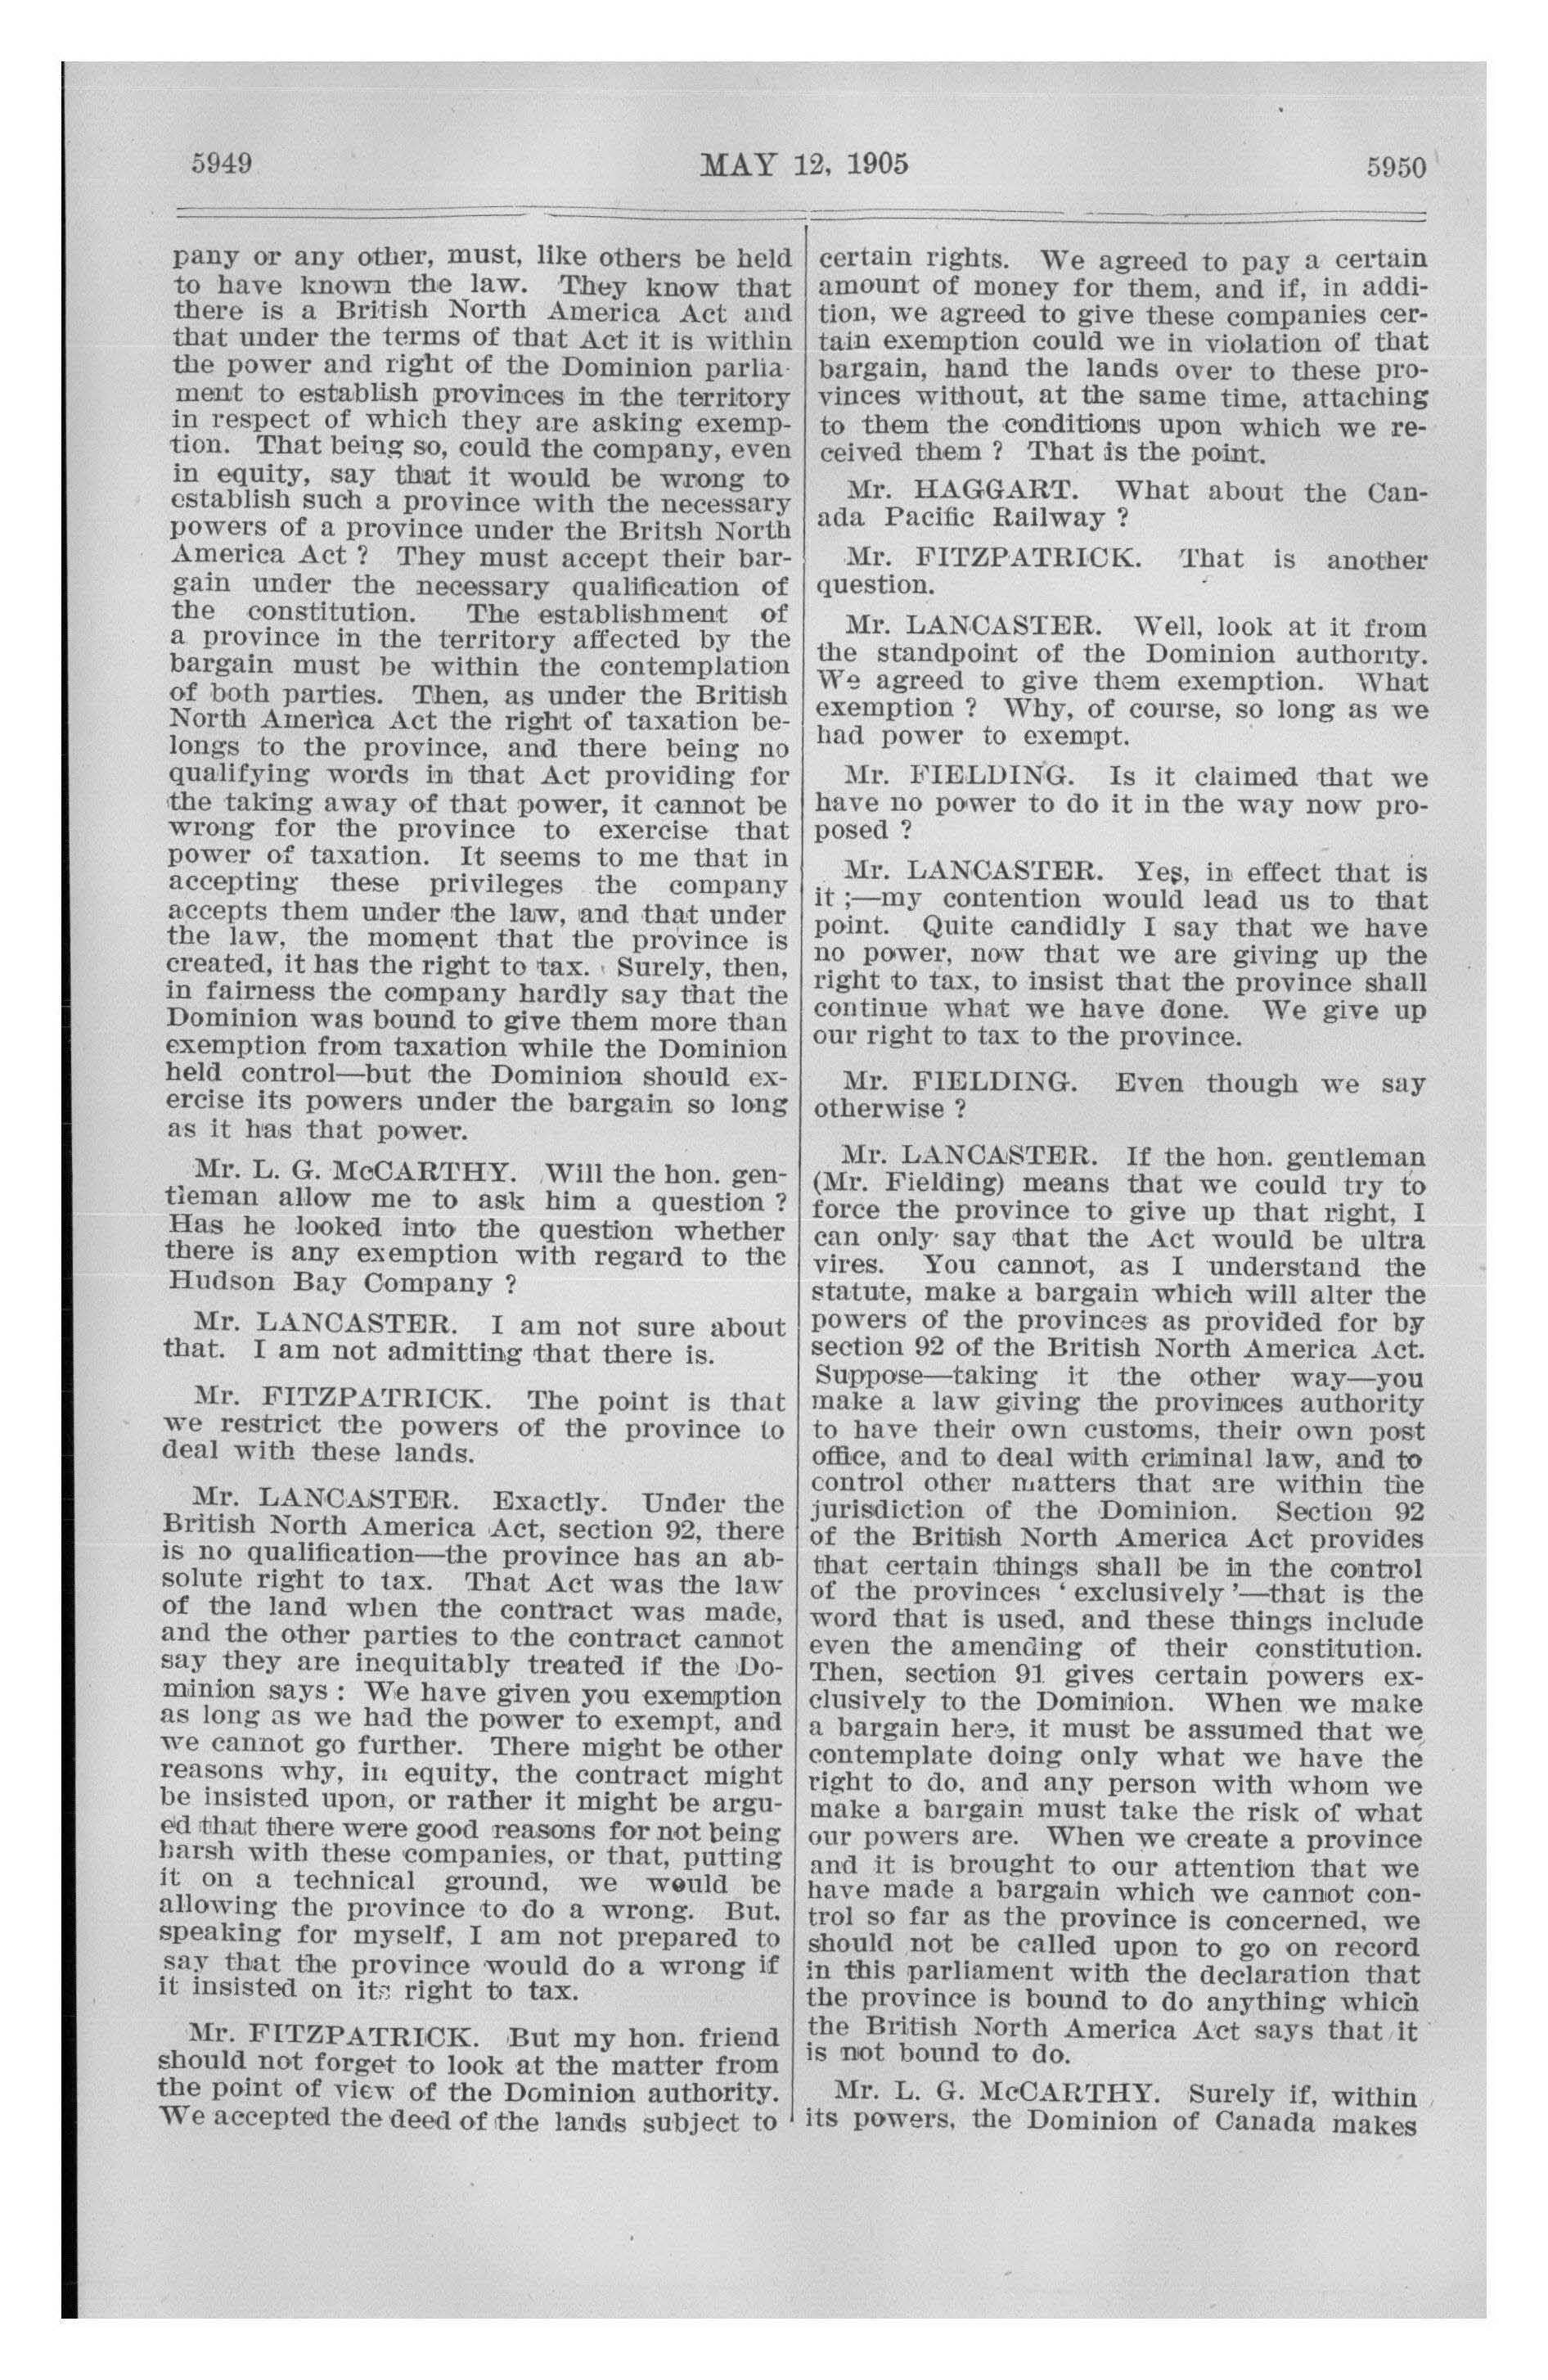 5949
MAY 12, 1905
5950
pany or any other, must, like others be held
to have known the law. They know that
there is a British North America Act and
that under the terms of that Act it is within
the power and right of the Dominion parlia-
ment to establish provinces in the territory
in respect of which they are asking exemp-
tion. That being so, could the company, even
in equity, say that it would be wrong to
establish such a province with the necessary
powers of a province under the Britsh North
America Act ? They must accept their bar-
gain under the necessary qualification of
the constitution. The establishment of
a province in the territory affected by the
bargain must be within the contemplation
of both parties. Then, as under the British
North America Act the right of taxation be-
longs to the province, and there being no
qualifying words in that Act providing for
the taking away of that power, it cannot be
wrong for the province to exercise that
power of taxation. It seems to me that in
accepting these privileges the company
accepts them under the law, and that under
the law, the moment that the province is
created, it has the right to tax. Surely, then,
in fairness the company hardly say that the
Dominion was bound to give them more than
exemption from taxation while the Dominion
held control—but the Dominion should ex-
ercise its powers under the bargain so long
as it has that power.
Mr. L. G. McCARTHY. Will the hon. gen-
tleman allow me to ask him a question ?
Has he looked into the question whether
there is any exemption with regard to the
Hudson Bay Company ?
Mr. LANCASTER. I am not sure about
that. I am not admitting that there is.
Mr. FITZPATRICK. The point is that
we restrict the powers of the province to
deal with these lands.
Mr. LANCASTER. Exactly. Under the
British North America Act, section 92, there
is no qualification—the province has an ab-
solute right to tax. That Act was the law
of the land when the contract was made,
and the other parties to the contract cannot
say they are inequitably treated if the Do-
minion says : We have given you exemption
as long as we had the power to exempt, and
we cannot go further. There might be other
reasons why, in equity, the contract might
be insisted upon, or rather it might be argu-
ed that there were good reasons for not being
harsh with these companies, or that, putting
it on a technical ground, we would be
allowing the province to do a wrong. But,
speaking for myself, I am not prepared to
say that the province would do a wrong if
it insisted on its right to tax.
Mr. FITZPATRICK. But my hon. friend
should not forget to look at the matter from
the point of view of the Dominion authority.
We accepted the deed of the lands subject to
certain rights. We agreed to pay a certain
amount of money for them, and if, in addi-
tion, we agreed to give these companies cer-
tain exemption could we in violation of that
bargain, hand the lands over to these pro-
vinces without, at the same time, attaching
to them the conditions upon which we re-
ceived them ? That is the point.
Mr. HAGGART. What about the Can-
ada Pacific Railway ?
Mr. FITZPATRICK. That is another
question.
Mr. LANCASTER. Well, look at it from
the standpoint of the Dominion authority.
We agreed to give them exemption. What
exemption ? Why, of course, so long as we
had power to exempt.
Mr. FIELDING. Is it claimed that we
have no power to do it in the way now pro-
posed ?
Mr. LANCASTER. Yes, in effect that is
it ;—my contention would lead us to that
point. Quite candidly I say that we have
no power, now that we are giving up the
right to tax, to insist that the province shall
continue what we have done. We give up
our right to tax to the province.
Mr. FIELDING. Even though we say
otherwise ?
Mr. LANCASTER. If the hon. gentleman
(Mr. Fielding) means that we could try to
force the province to give up that right, I
can only say that the Act would be ultra
vires. You cannot, as I understand the
statute, make a bargain which will alter the
powers of the provinces as provided for by
section 92 of the British North America Act.
Suppose—taking it the other way—you
make a law giving the provinces authority
to have their own customs, their own post
office, and to deal with criminal law, and to
control other matters that are within the
jurisdiction of the Dominion. Section 92
of the British North America Act provides
that certain things shall be in the control
of the provinces ‘ exclusively ’—that is the
word that is used, and these things include
even the amending of their constitution.
Then, section 91 gives certain powers ex-
clusively to the Dominion. When we make
a bargain here, it must be assumed that we
contemplate doing only what we have the
right to do, and any person with whom we
make a bargain must take the risk of what
our powers are. When we create a province
and it is brought to our attention that we
have made a bargain which we cannot con-
trol so far as the province is concerned, we
should not be called upon to go on record
in this parliament with the declaration that
the province is bound to do anything which
the British North America Act says that it
is not bound to do.
Mr. L. G. McCARTHY. Surely if, within
its powers, the Dominion of Canada makes